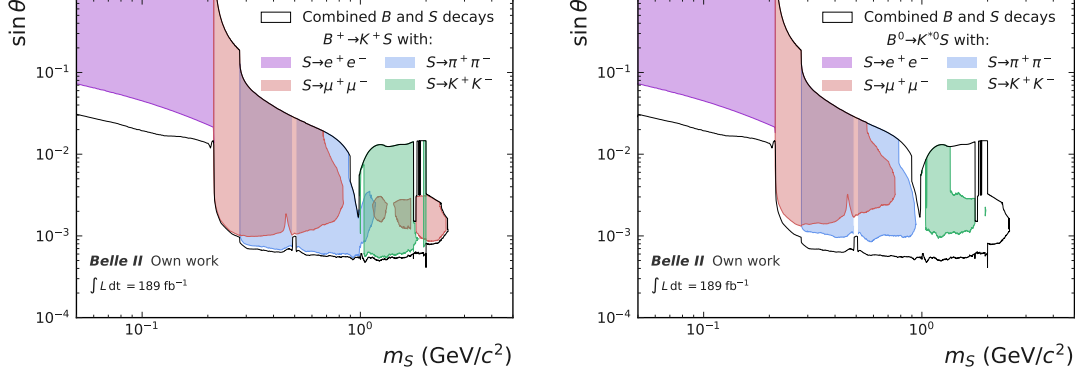 sin θ
Combined B and S decays
B⁺→K⁺S with:
S→e⁺e⁻ S→π⁺π⁻
S→μ⁺μ⁻ S→K⁺K⁻
10⁻¹
10⁻²
10⁻³
10⁻⁴
Belle II Own work
∫ L dt = 189 fb⁻¹
10⁻¹ 10⁰
m_S (GeV/c²)
sin θ
Combined B and S decays
B⁰→K*⁰S with:
S→e⁺e⁻ S→π⁺π⁻
S→μ⁺μ⁻ S→K⁺K⁻
10⁻¹
10⁻²
10⁻³
10⁻⁴
Belle II Own work
∫ L dt = 189 fb⁻¹
10⁻¹ 10⁰
m_S (GeV/c²)